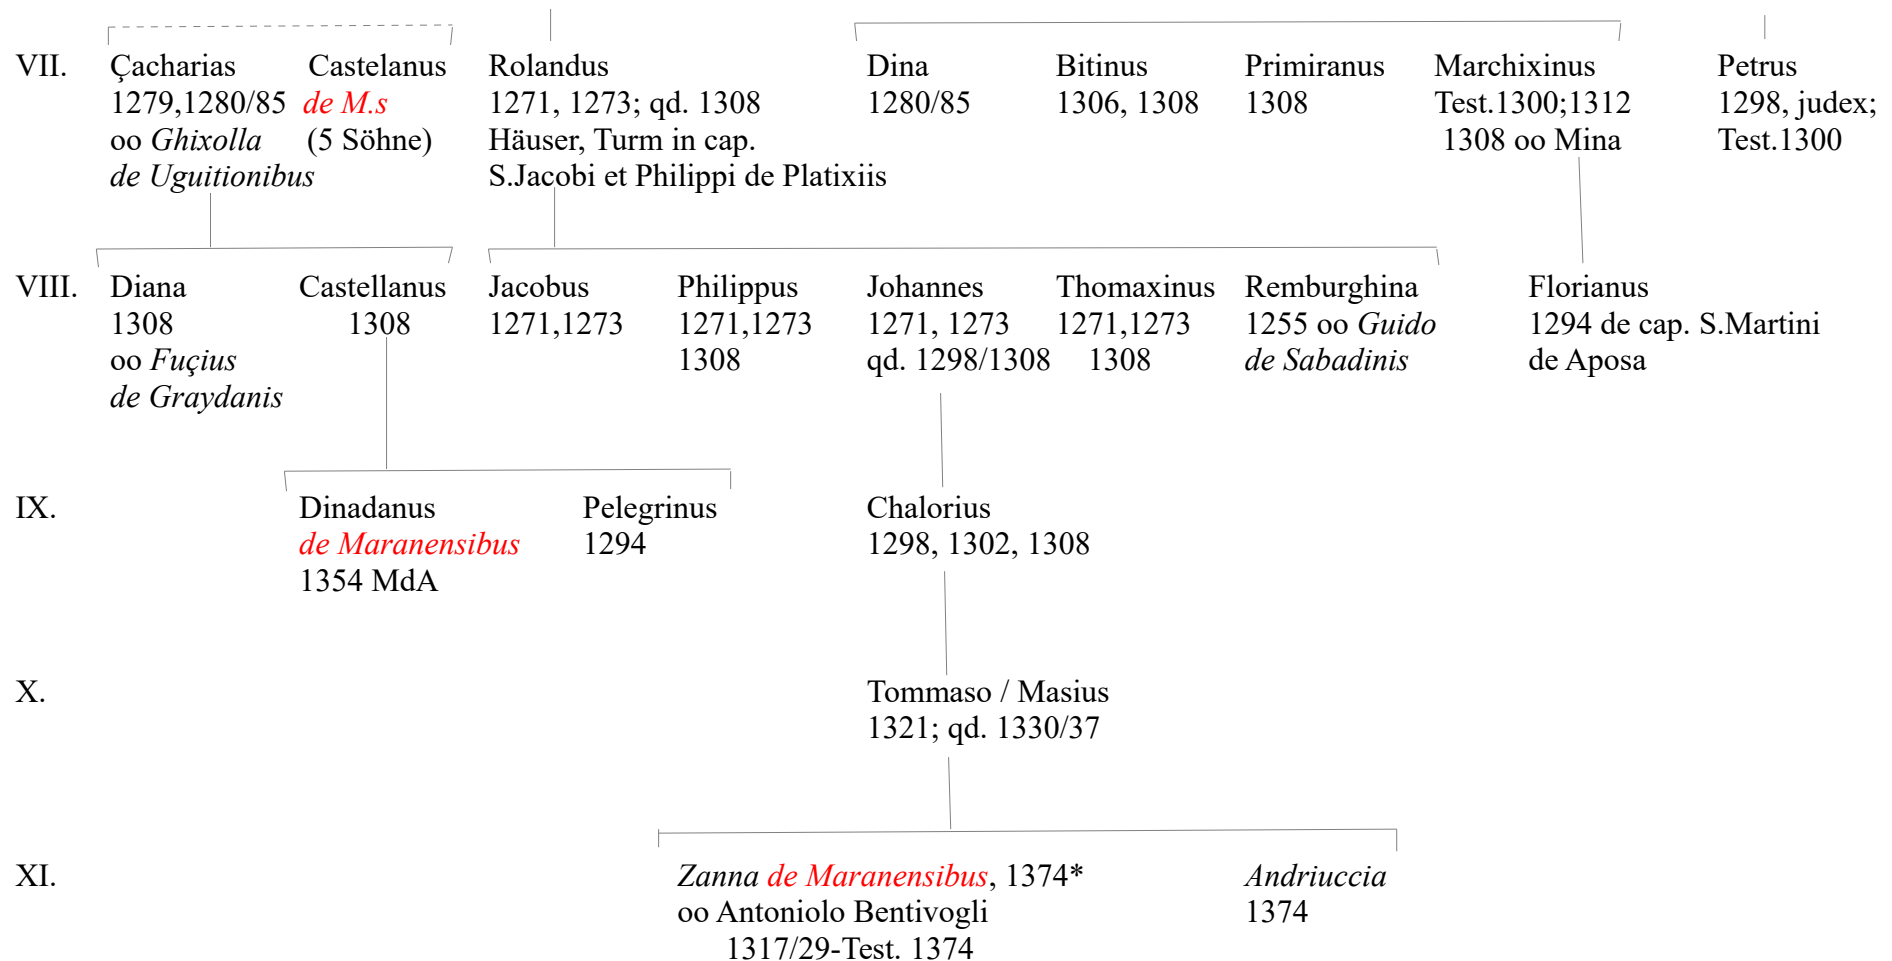 VII. Çacharias Castelanus Rolandus Dina Bitinus Primiranus Marchixinus Petrus
1279,1280/85 de M.s 1271, 1273; qd. 1308 1280/85 1306, 1308 1308 Test.1300;1312 1298, judex;
oo Ghixolla (5 Söhne) Häuser, Turm in cap. 1308 oo Mina Test.1300
de Uguitionibus S.Jacobi et Philippi de Platixiis
VIII. Diana Castellanus Jacobus Philippus Johannes Thomaxinus Remburghina Florianus
1308 1308 1271,1273 1271,1273 1271, 1273 1271,1273 1255 oo Guido 1294 de cap. S.Martini
oo Fuçius 1308 qd. 1298/1308 1308 de Sabadinis de Aposa
de Graydanis
IX. Dinadanus Pelegrinus Chalorius
de Maranensibus 1294 1298, 1302, 1308
1354 MdA
X. Tommaso / Masius
1321; qd. 1330/37
XI. Zanna de Maranensibus, 1374* Andriuccia
oo Antoniolo Bentivogli 1374
1317/29-Test. 1374